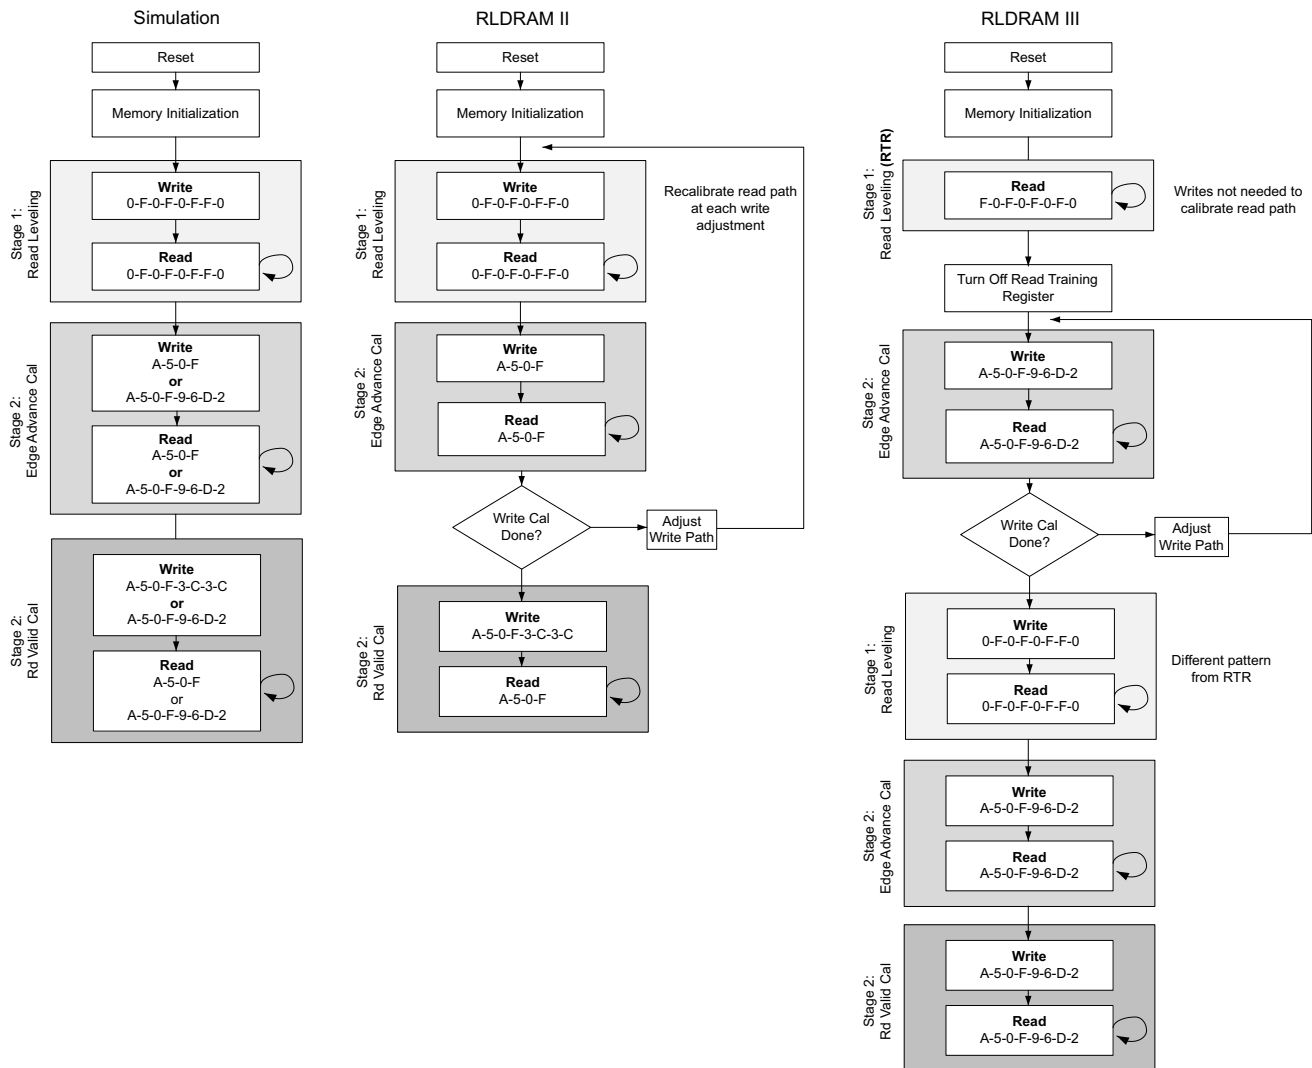 Simulation
Reset
Memory Initialization
Stage 1:
Read Leveling
Write
0-F-0-F-0-F-F-0
Read
0-F-0-F-0-F-F-0
Stage 2:
Edge Advance Cal
Write
A-5-0-F
or
A-5-0-F-9-6-D-2
Read
A-5-0-F
or
A-5-0-F-9-6-D-2
Stage 2:
Rd Valid Cal
Write
A-5-0-F-3-C-3-C
or
A-5-0-F-9-6-D-2
Read
A-5-0-F
or
A-5-0-F-9-6-D-2
RLDRAM II
Reset
Memory Initialization
Stage 1:
Read Leveling
Write
0-F-0-F-0-F-F-0
Read
0-F-0-F-0-F-F-0
Recalibrate read path
at each write
adjustment
Stage 2:
Edge Advance Cal
Write
A-5-0-F
Read
A-5-0-F
Write Cal
Done?
Adjust
Write Path
Stage 2:
Rd Valid Cal
Write
A-5-0-F-3-C-3-C
Read
A-5-0-F
RLDRAM III
Reset
Memory Initialization
Stage 1:
Read Leveling (RTR)
Read
F-0-F-0-F-0-F-0
Writes not needed to
calibrate read path
Turn Off Read Training
Register
Stage 2:
Edge Advance Cal
Write
A-5-0-F-9-6-D-2
Read
A-5-0-F-9-6-D-2
Write Cal
Done?
Adjust
Write Path
Stage 1:
Read Leveling
Write
0-F-0-F-0-F-F-0
Read
0-F-0-F-0-F-F-0
Different pattern
from RTR
Stage 2:
Edge Advance Cal
Write
A-5-0-F-9-6-D-2
Read
A-5-0-F-9-6-D-2
Stage 2:
Rd Valid Cal
Write
A-5-0-F-9-6-D-2
Read
A-5-0-F-9-6-D-2